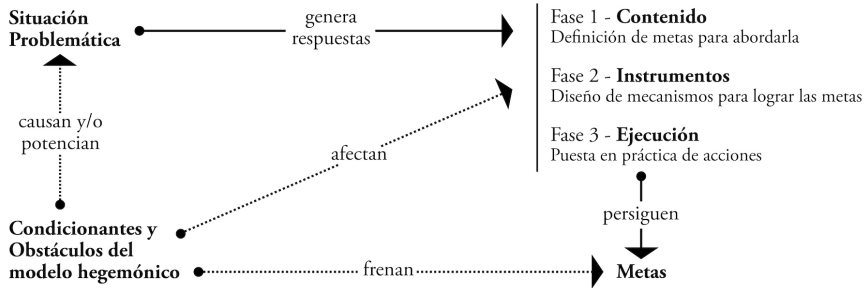 Situación
Problemática
genera
respuestas
Fase 1 - Contenido
Definición de metas para abordarla
Fase 2 - Instrumentos
Diseño de mecanismos para lograr las metas
Fase 3 - Ejecución
Puesta en práctica de acciones
causan y/o
potencian
afectan
persiguen
Condicionantes y
Obstáculos del
modelo hegemónico
frenan
Metas